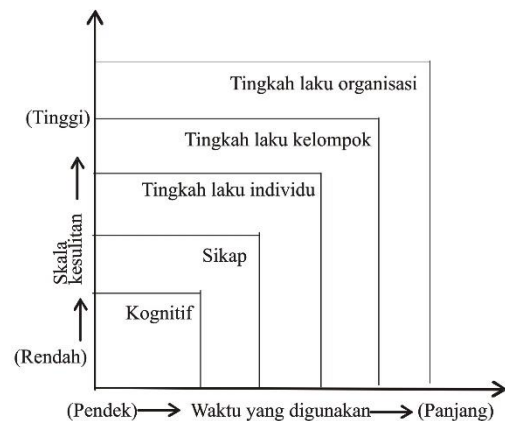 Tingkah laku organisasi
(Tinggi)
Tingkah laku kelompok
Tingkah laku individu
Skala
kesulitan
Sikap
Kognitif
(Rendah)
(Pendek) Waktu yang digunakan (Panjang)